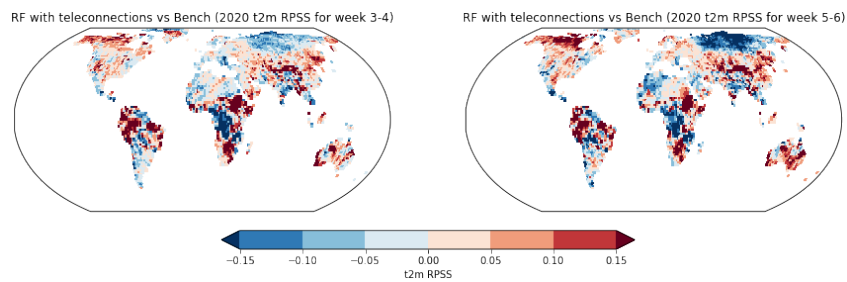 RF with teleconnections vs Bench (2020 t2m RPSS for week 3-4)
RF with teleconnections vs Bench (2020 t2m RPSS for week 5-6)
−0.15 −0.10 −0.05 0.00 0.05 0.10 0.15
t2m RPSS